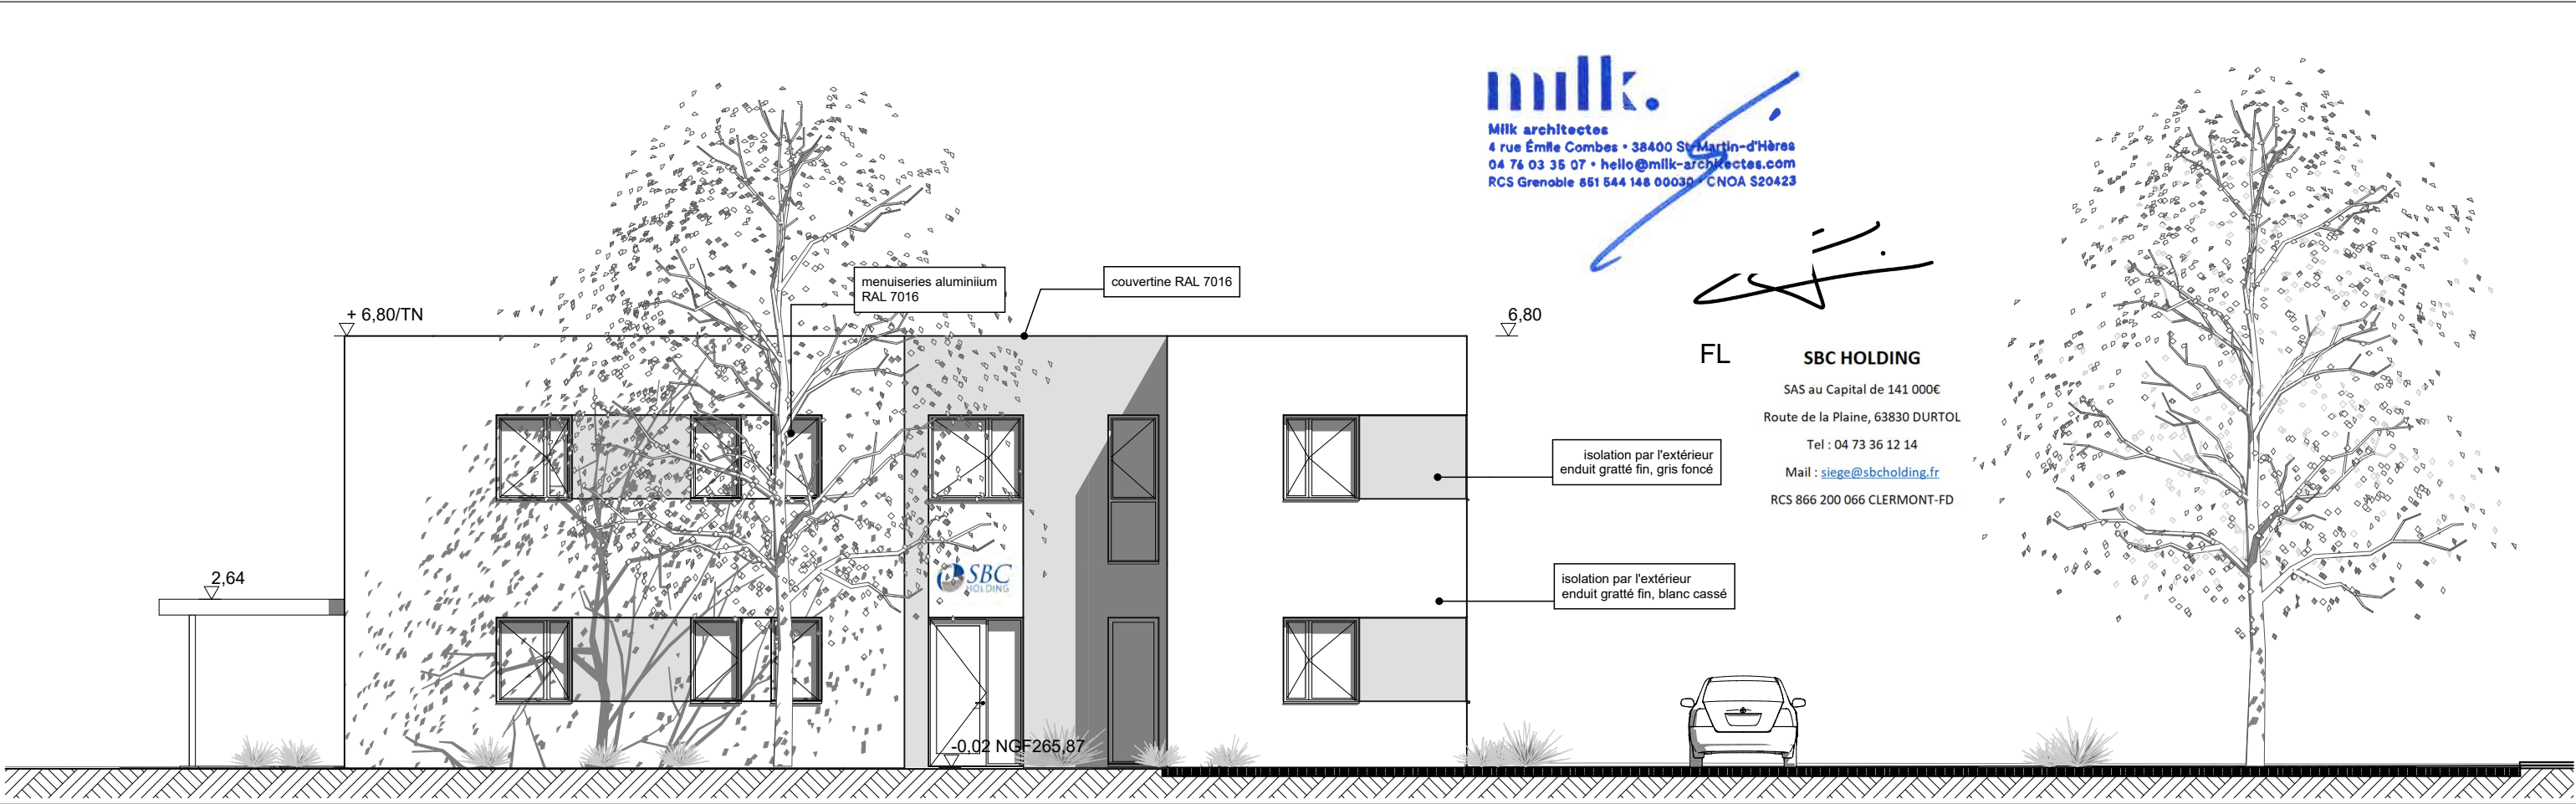 milk.
Milk architectes
4 rue Émile Combes • 38400 St-Martin-d'Hères
04 76 03 35 07 • hello@milk-architectes.com
RCS Grenoble 851 544 148 00030 • CNOA S20423
menuiseries aluminiium
RAL 7016
couvertine RAL 7016
+ 6,80/TN
6,80
FL
SBC HOLDING
SAS au Capital de 141 000€
Route de la Plaine, 63830 DURTOL
Tel : 04 73 36 12 14
Mail : siege@sbcholding.fr
RCS 866 200 066 CLERMONT-FD
isolation par l'extérieur
enduit gratté fin, gris foncé
2,64
SBC
HOLDING
isolation par l'extérieur
enduit gratté fin, blanc cassé
-0,02 NGF265,87